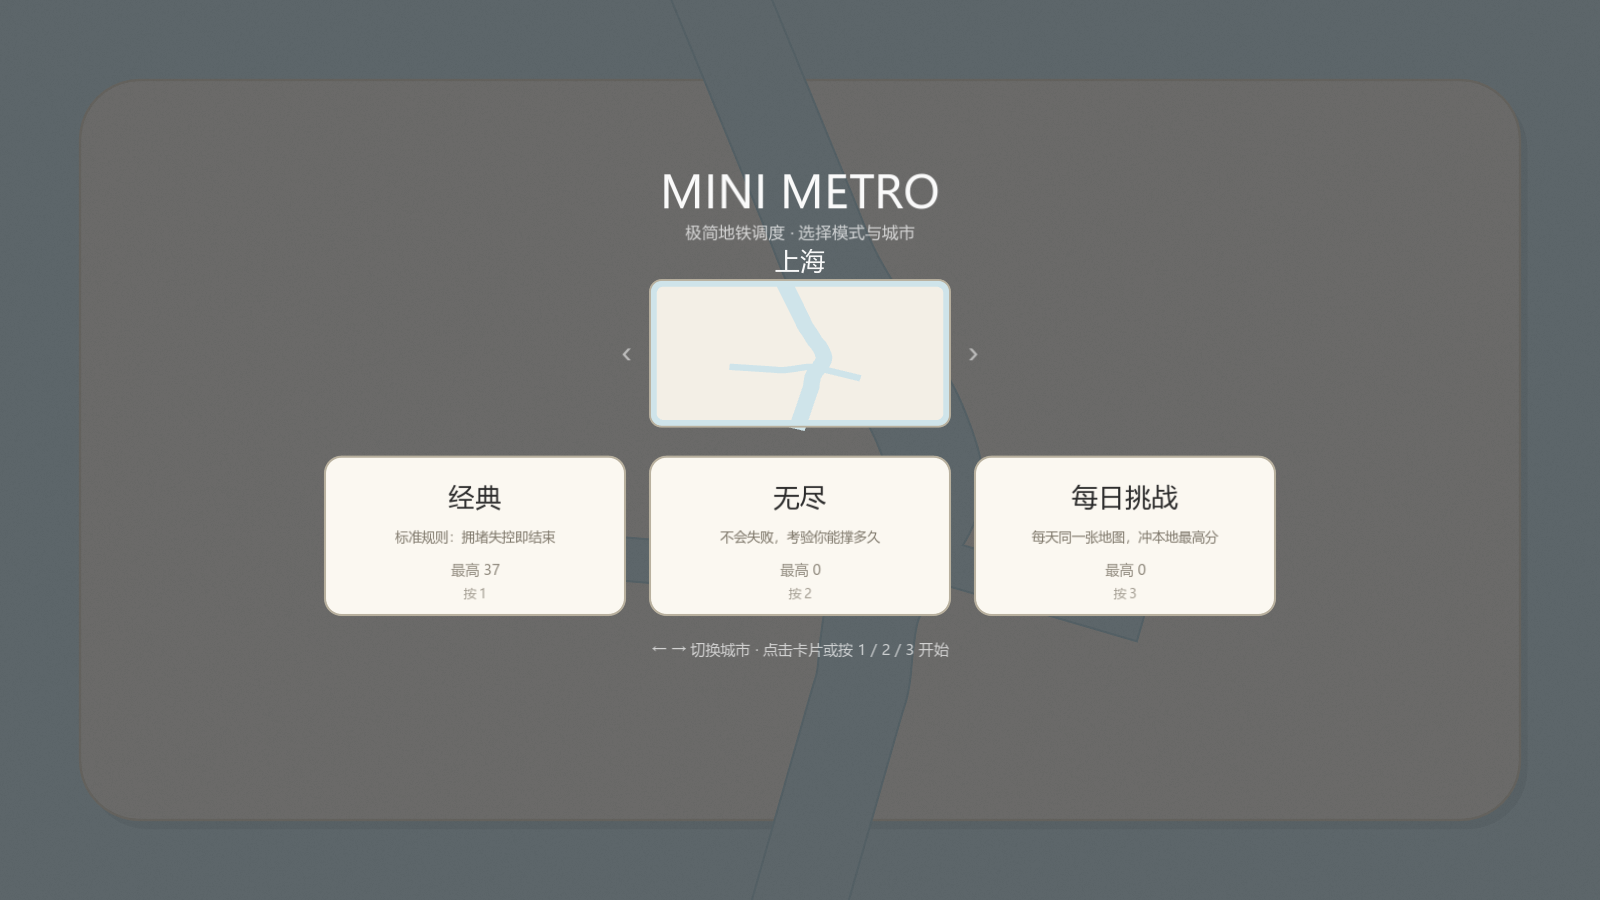 MINI METRO
极简地铁调度 · 选择模式与城市
上海
‹ ›
经典
标准规则：拥堵失控即结束
最高 37
按 1
无尽
不会失败，考验你能撑多久
最高 0
按 2
每日挑战
每天同一张地图，冲本地最高分
最高 0
按 3
← → 切换城市 · 点击卡片或按 1 / 2 / 3 开始